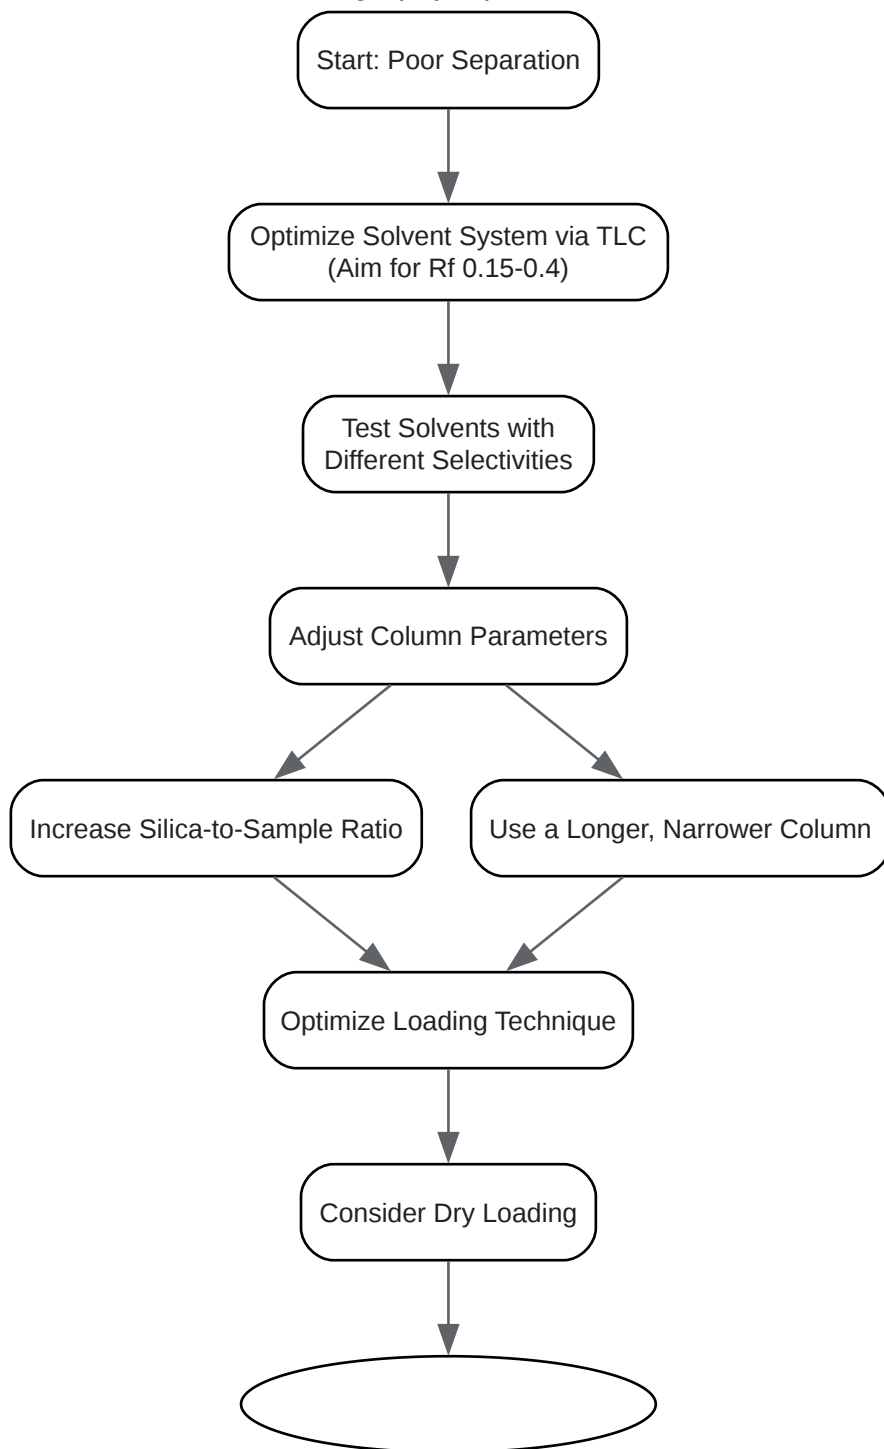 Start: Poor Separation
Optimize Solvent System via TLC
(Aim for Rf 0.15-0.4)
Test Solvents with
Different Selectivities
Adjust Column Parameters
Increase Silica-to-Sample Ratio
Use a Longer, Narrower Column
Optimize Loading Technique
Consider Dry Loading